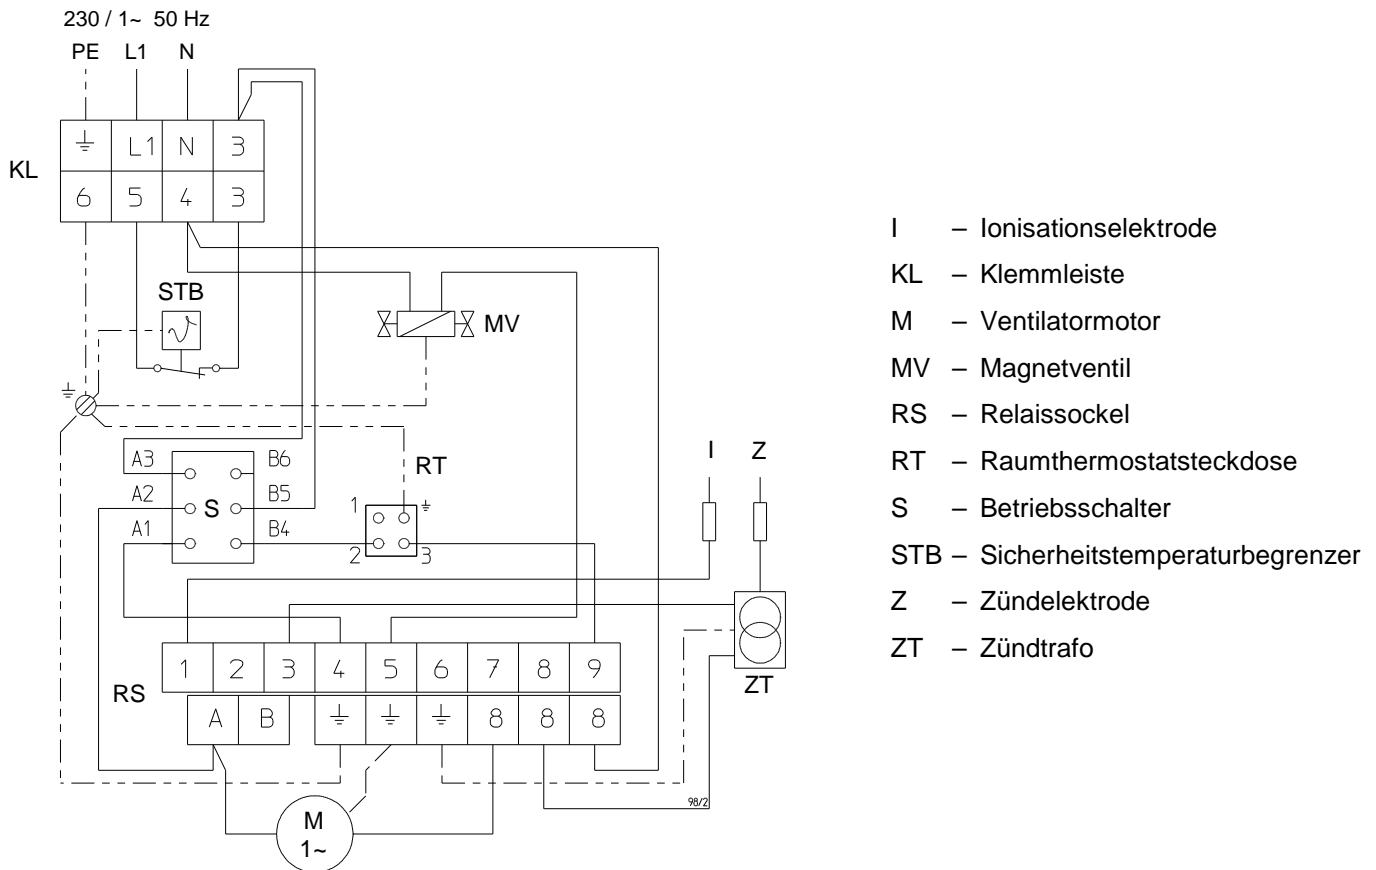 230 / 1~ 50 Hz
PE L1 N
L1 N 3
KL
6 5 4 3
STB
MV
A3 B6
RT
A2 S B5
1
A1 B4
2 3
I Z
1 2 3 4 5 6 7 8 9
RS
ZT
A B 8 8 8
98/2
M
1~
I – Ionisationselektrode
KL – Klemmleiste
M – Ventilatormotor
MV – Magnetventil
RS – Relaissockel
RT – Raumthermostatsteckdose
S – Betriebsschalter
STB – Sicherheitstemperaturbegrenzer
Z – Zündelektrode
ZT – Zündtrafo